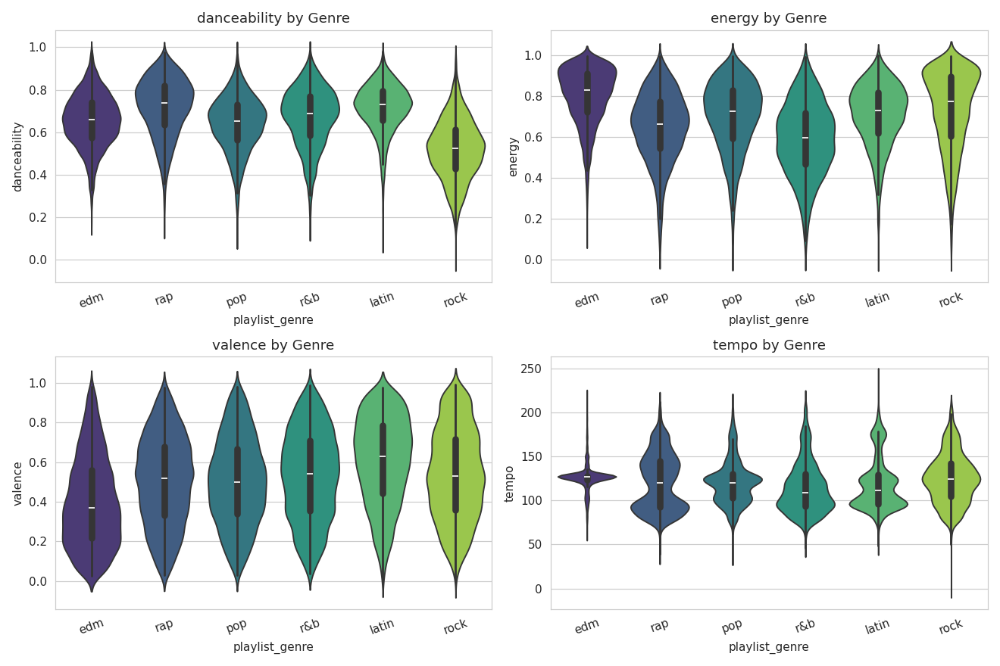 danceability by Genre
energy by Genre
1.0
0.8
0.6
0.4
0.2
0.0
danceability
edm rap pop r&b latin rock
playlist_genre
1.0
0.8
0.6
0.4
0.2
0.0
energy
edm rap pop r&b latin rock
playlist_genre
valence by Genre
tempo by Genre
1.0
0.8
0.6
0.4
0.2
0.0
valence
edm rap pop r&b latin rock
playlist_genre
250
200
150
100
50
0
tempo
edm rap pop r&b latin rock
playlist_genre